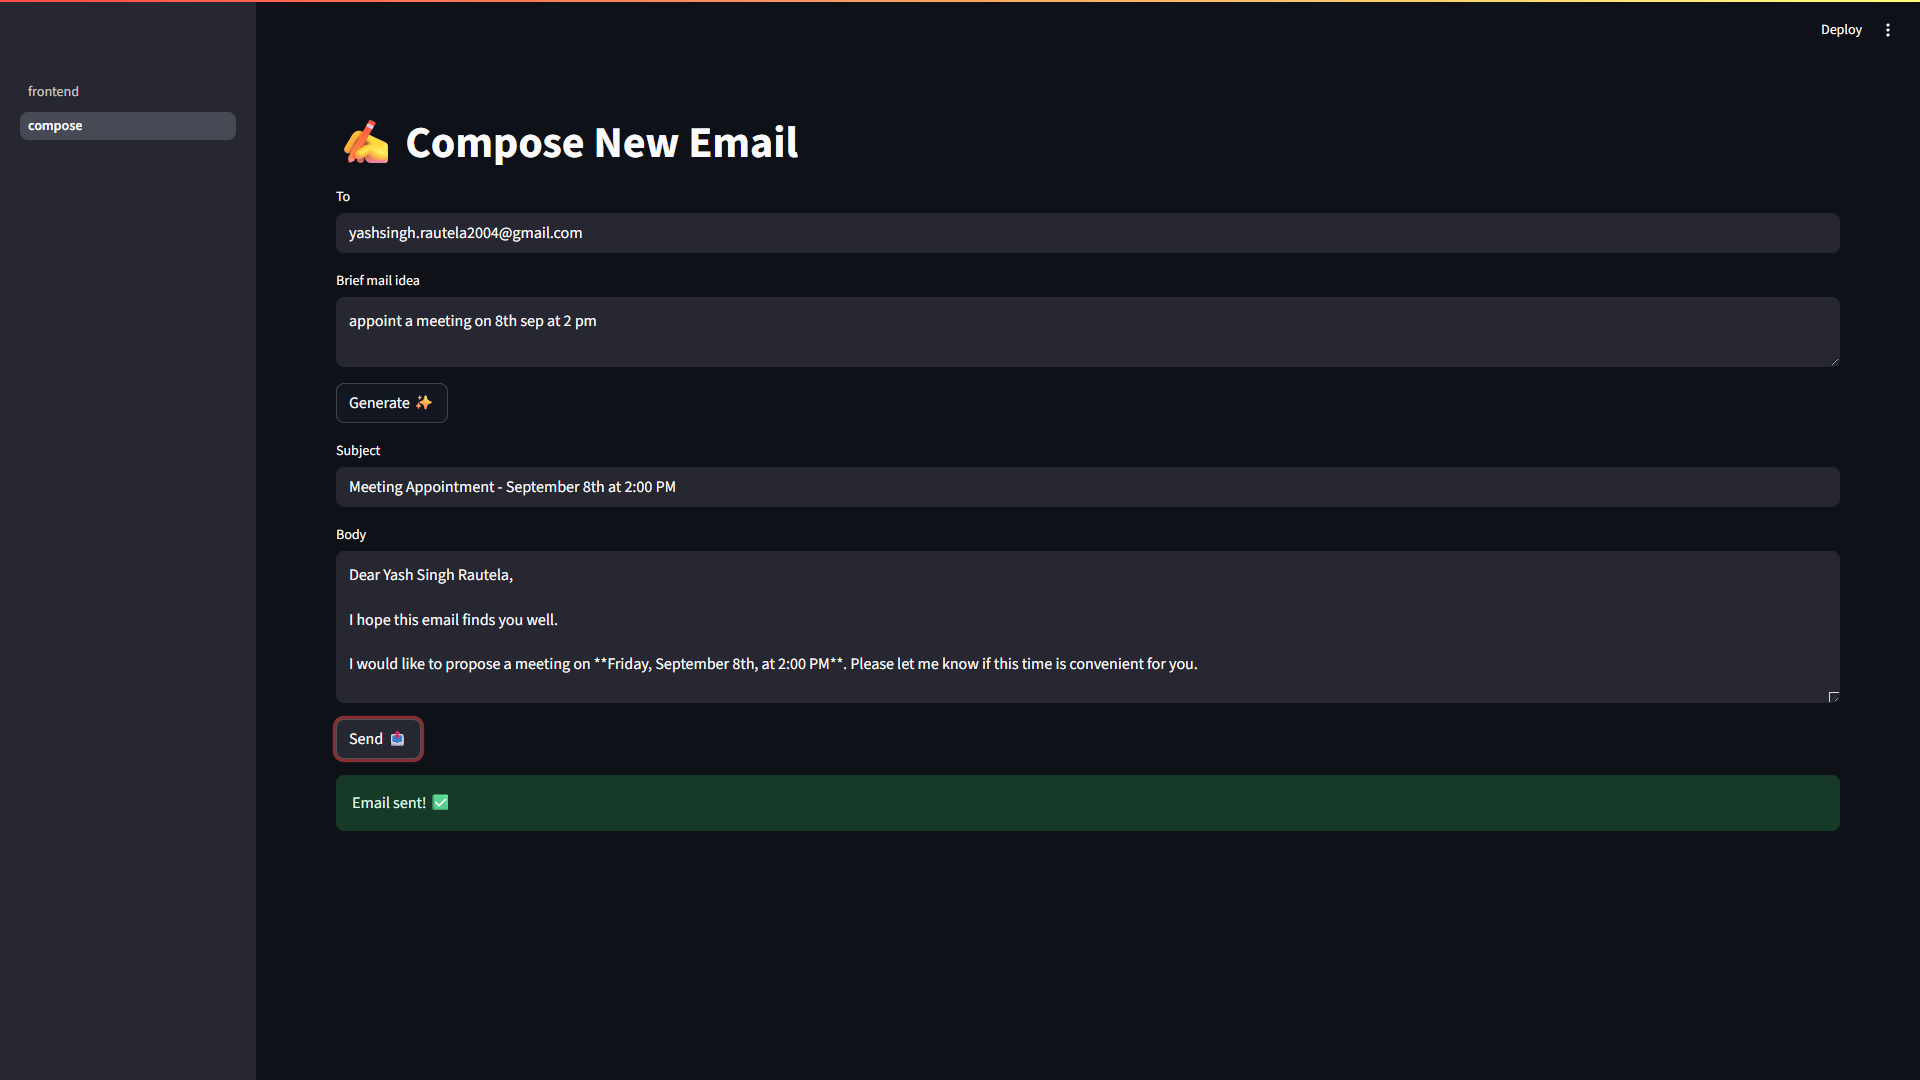 Deploy
frontend
compose
✍️ Compose New Email
To
yashsingh.rautela2004@gmail.com
Brief mail idea
appoint a meeting on 8th sep at 2 pm
Generate ✨
Subject
Meeting Appointment - September 8th at 2:00 PM
Body
Dear Yash Singh Rautela,
I hope this email finds you well.
I would like to propose a meeting on **Friday, September 8th, at 2:00 PM**. Please let me know if this time is convenient for you.
Send 📤
Email sent! ✅